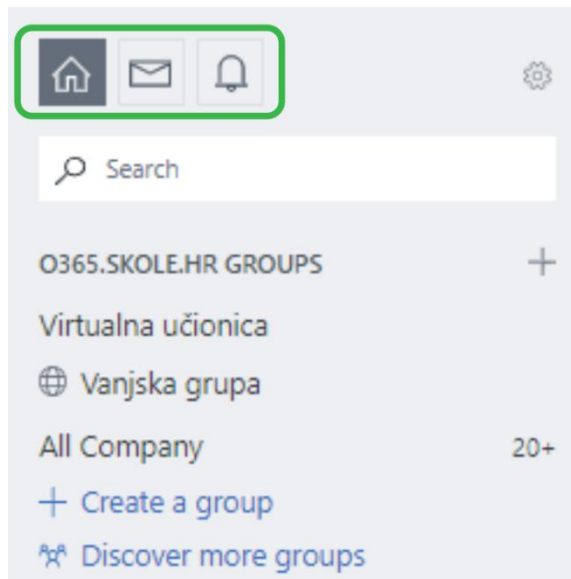 Search
O365.SKOLE.HR GROUPS
Virtualna učionica
Vanjska grupa
All Company 20+
Create a group
Discover more groups